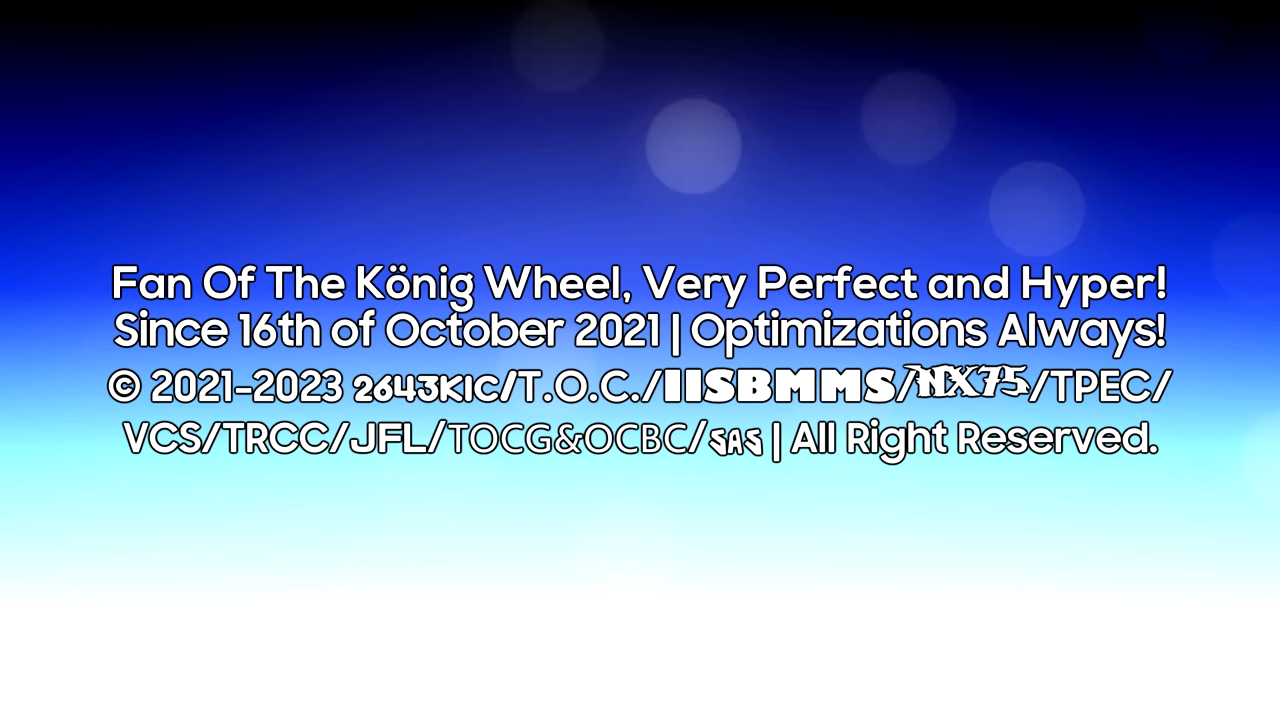 Fan Of The König Wheel, Very Perfect and Hyper!
Since 16th of October 2021 | Optimizations Always!
© 2021-2023 2643KIC/T.O.C./IISBMMS/NX75/TPEC/
VCS/TRCC/JFL/TOCG&OCBC/SAS | All Right Reserved.